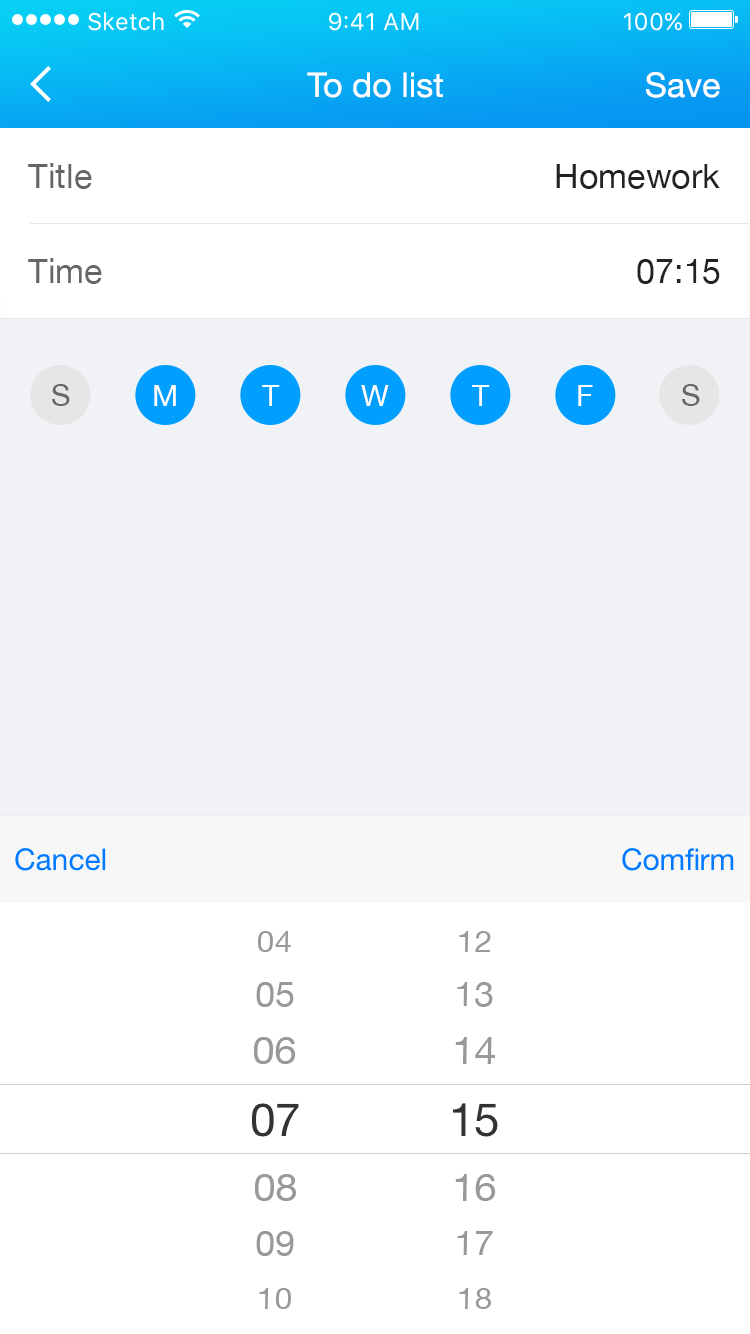 Sketch 9:41 AM 100%
To do list Save
Title Homework
Time 07:15
S M T W T F S
Cancel Comfirm
04 12
05 13
06 14
07 15
08 16
09 17
10 18